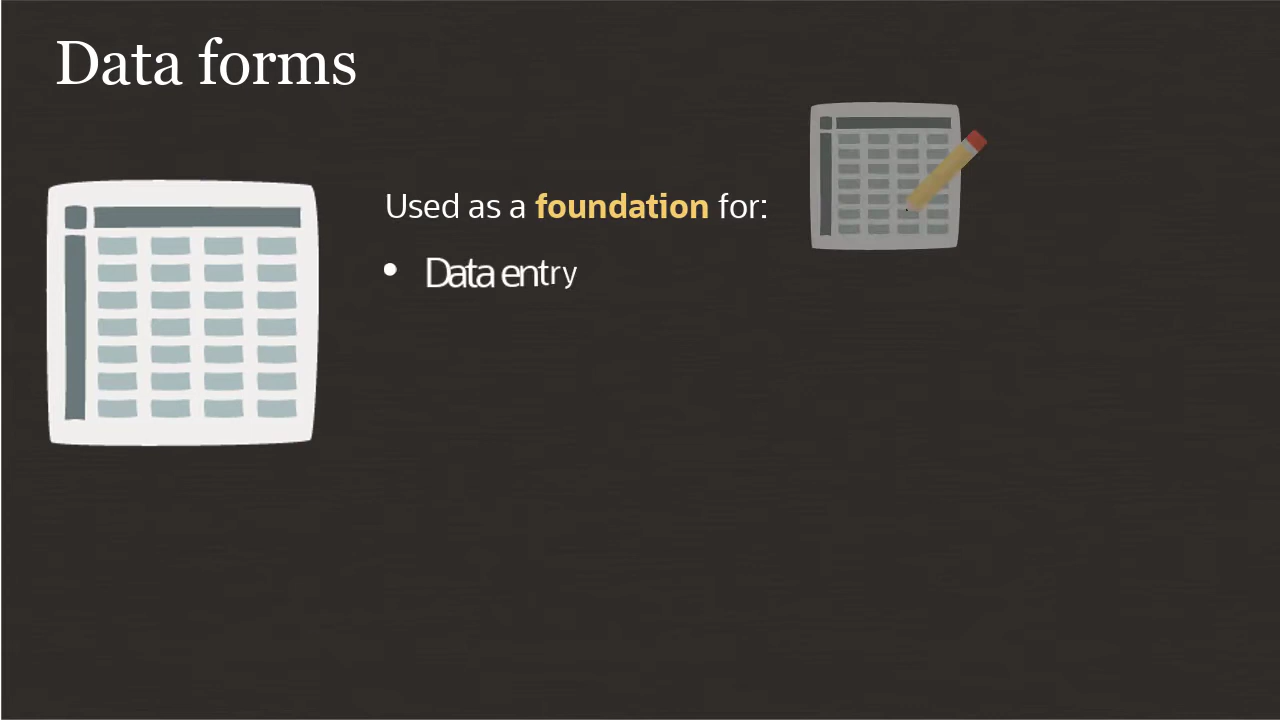 Data forms
Used as a foundation for:
• Data entry